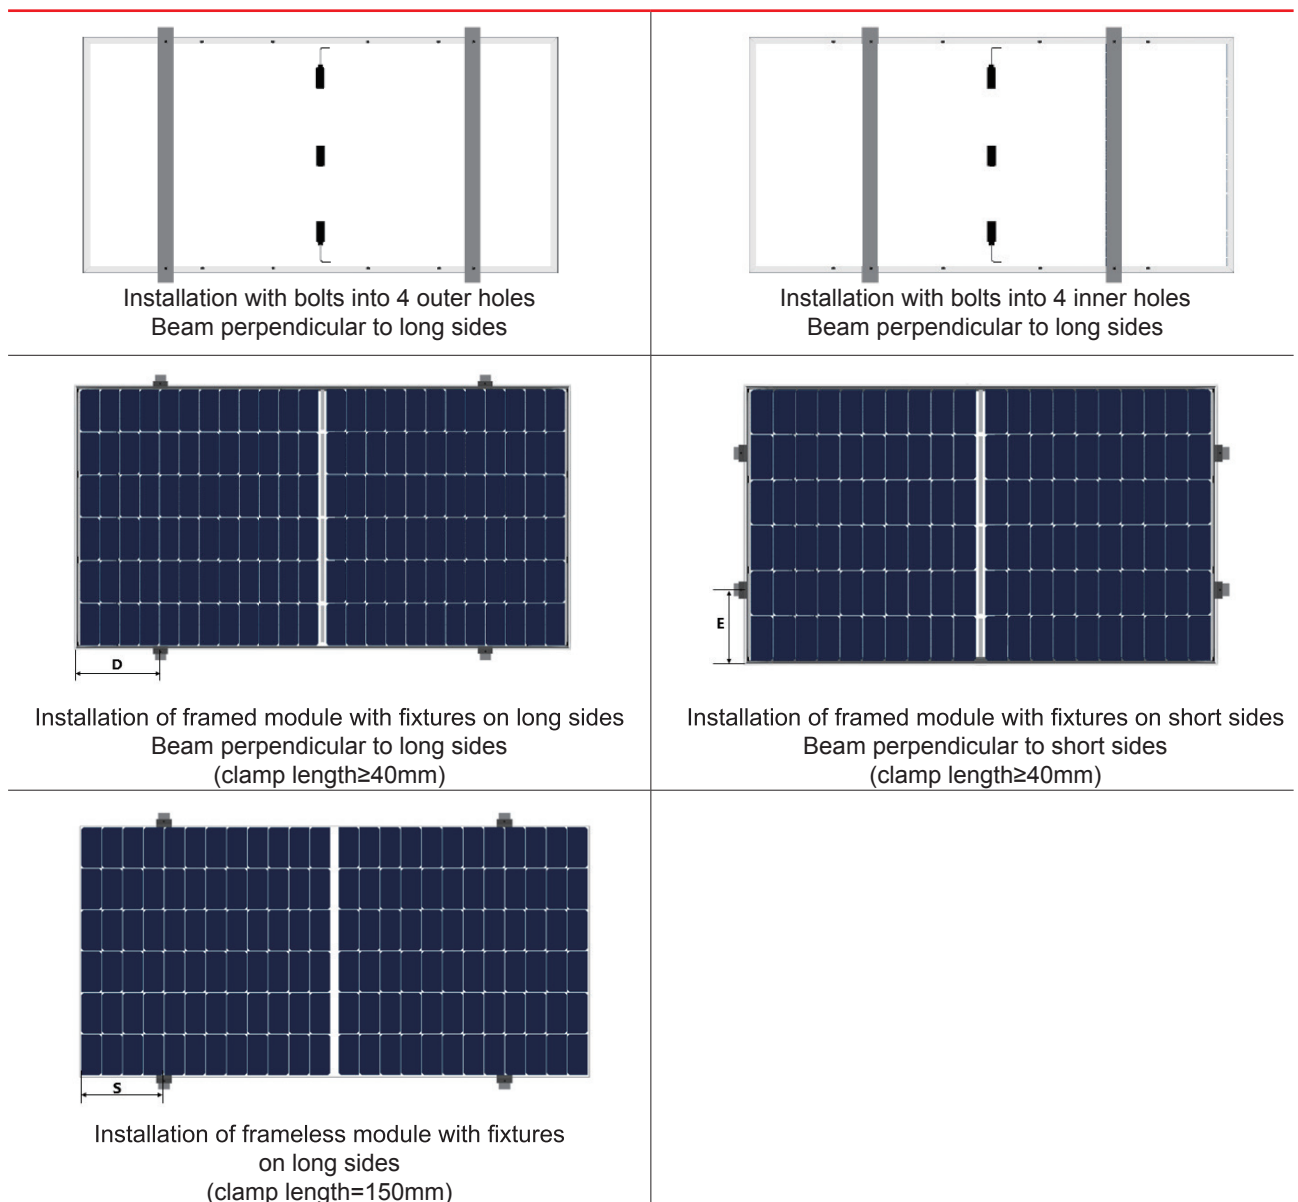 Installation with bolts into 4 outer holes
Beam perpendicular to long sides
Installation with bolts into 4 inner holes
Beam perpendicular to long sides
D
Installation of framed module with fixtures on long sides
Beam perpendicular to long sides
(clamp length≥40mm)
E
Installation of framed module with fixtures on short sides
Beam perpendicular to short sides
(clamp length≥40mm)
S
Installation of frameless module with fixtures
on long sides
(clamp length=150mm)